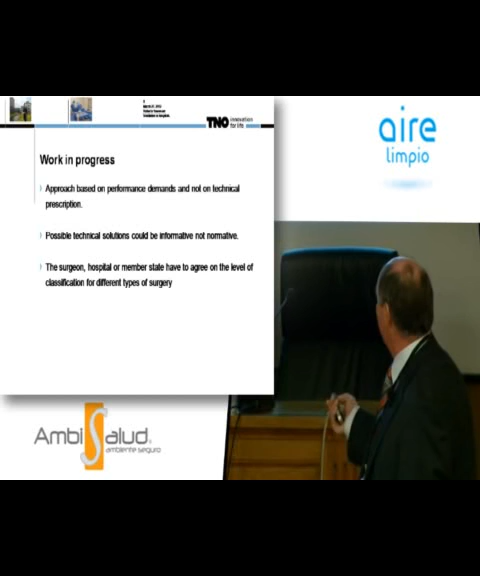 TNO innovation
for life
aire
limpio
Work in progress
Approach based on performance demands and not on technical
prescription.
Possible technical solutions could be informative not normative.
The surgeon, hospital or member state have to agree on the level of
classification for different types of surgery
AmbiSalud
ambiente seguro